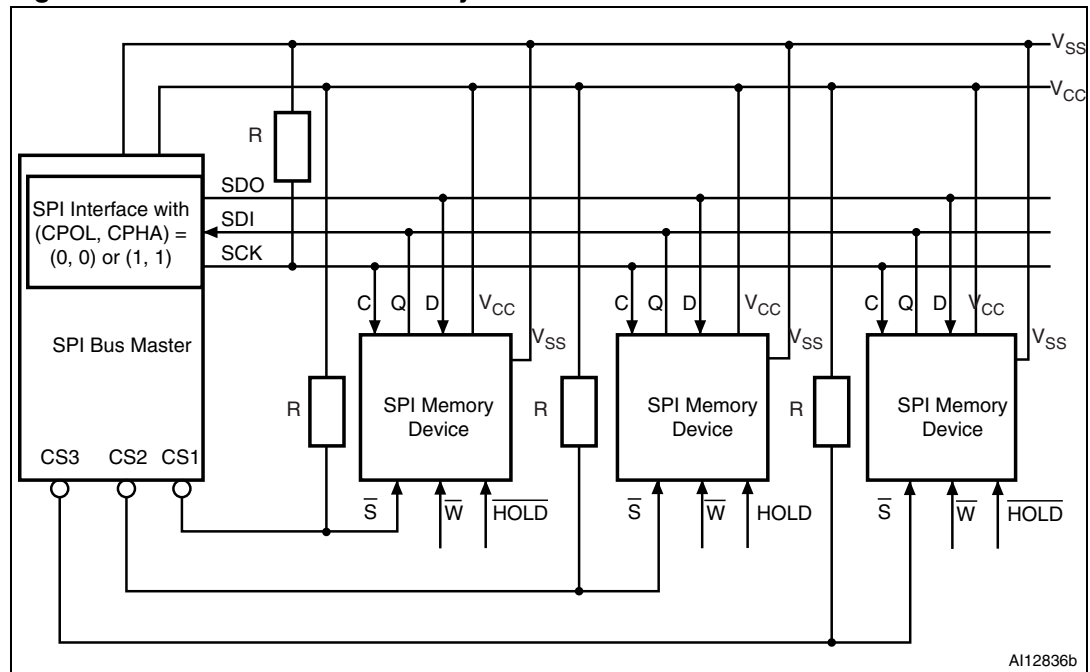 VSS
VCC
R
SDO
SDI
SCK
SPI Interface with
(CPOL, CPHA) =
(0, 0) or (1, 1)
SPI Bus Master
CS3 CS2 CS1
C Q D VCC
VSS
C Q D VCC
VSS
C Q D VCC
VSS
R
SPI Memory
Device
R
SPI Memory
Device
R
SPI Memory
Device
S̅ W̅ H̅O̅L̅D̅
S̅ W̅ HOLD
S̅ W̅ H̅O̅L̅D̅
AI12836b